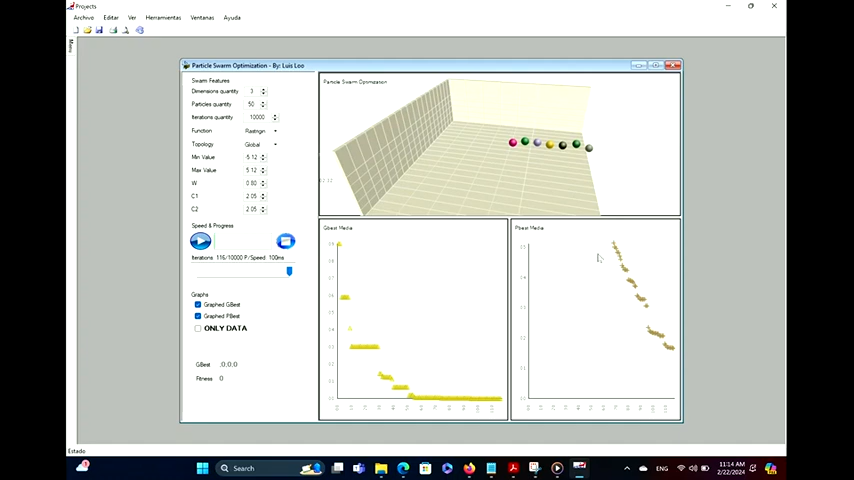 Projects
Archivo Editar Ver Herramientas Ventanas Ayuda
Menu
Particle Swarm Optimization - By: Luis Loo
Swarm Features
Dimensions quantity 3
Particles quantity 50
Iterations quantity 10000
Function Rastrigin
Topology Global
Min Value -5.12
Max Value 5.12
W 0.80
C1 2.05
C2 2.05
Speed & Progress
Iterations 116/10000 P/Speed: 100ms
Graphs
Graphed GBest
Graphed PBest
ONLY DATA
GBest ,0;0;0
Fitness 0
Particle Swarm Optimization
Gbest Media
Pbest Media
Estado
Search
ENG
11:14 AM
2/22/2024